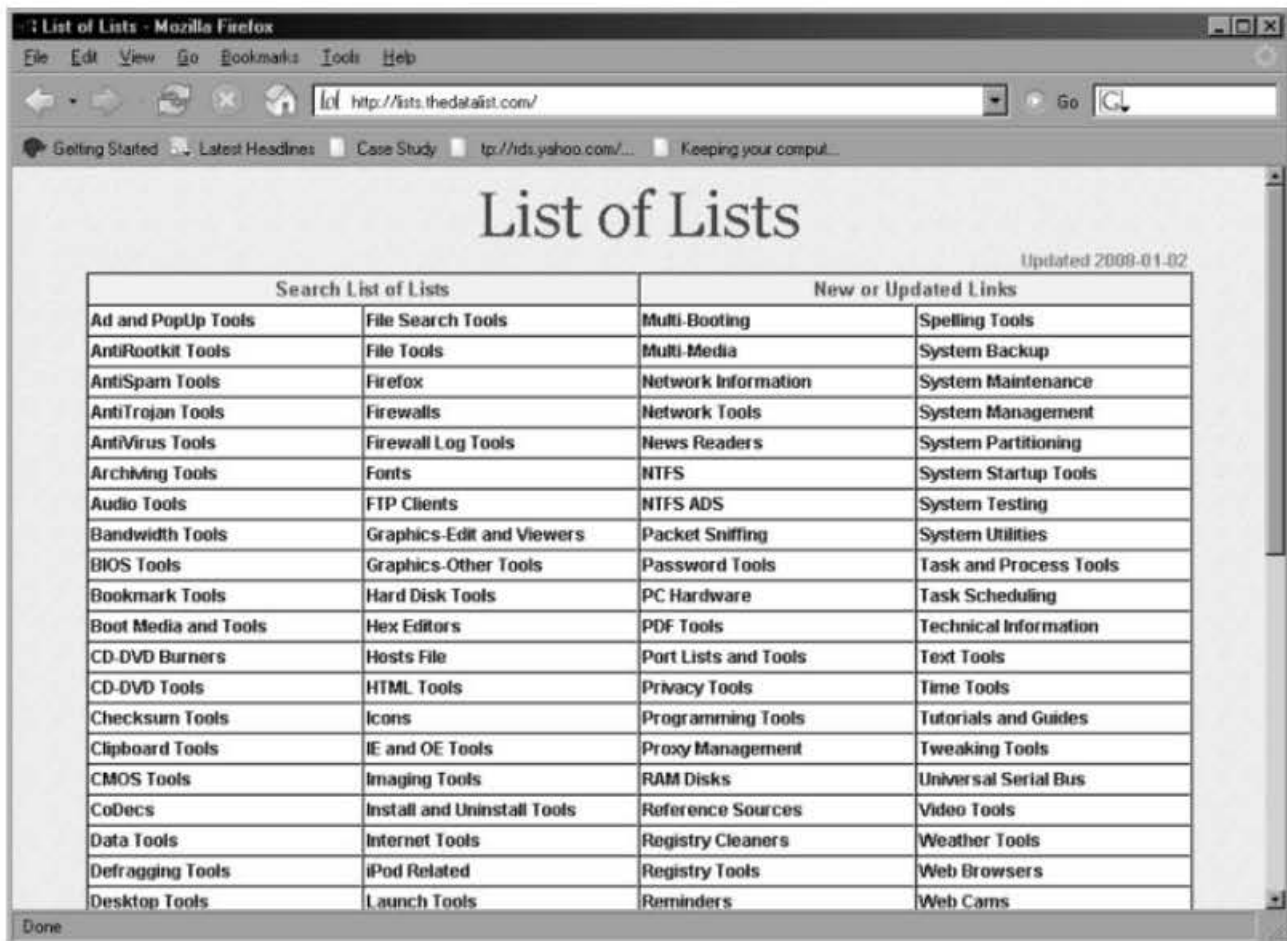 List of Lists - Mozilla Firefox
File Edit View Go Bookmarks Tools Help
http://lists.thedatalist.com/ Go
Getting Started Latest Headlines Case Study tp://rds.yahoo.com/... Keeping your comput...
List of Lists
Updated 2008-01-02
Search List of Lists New or Updated Links
Ad and PopUp Tools File Search Tools Multi-Booting Spelling Tools
AntiRootkit Tools File Tools Multi-Media System Backup
AntiSpam Tools Firefox Network Information System Maintenance
AntiTrojan Tools Firewalls Network Tools System Management
AntiVirus Tools Firewall Log Tools News Readers System Partitioning
Archiving Tools Fonts NTFS System Startup Tools
Audio Tools FTP Clients NTFS ADS System Testing
Bandwidth Tools Graphics-Edit and Viewers Packet Sniffing System Utilities
BIOS Tools Graphics-Other Tools Password Tools Task and Process Tools
Bookmark Tools Hard Disk Tools PC Hardware Task Scheduling
Boot Media and Tools Hex Editors PDF Tools Technical Information
CD-DVD Burners Hosts File Port Lists and Tools Text Tools
CD-DVD Tools HTML Tools Privacy Tools Time Tools
Checksum Tools Icons Programming Tools Tutorials and Guides
Clipboard Tools IE and OE Tools Proxy Management Tweaking Tools
CMOS Tools Imaging Tools RAM Disks Universal Serial Bus
CoDecs Install and Uninstall Tools Reference Sources Video Tools
Data Tools Internet Tools Registry Cleaners Weather Tools
Defragging Tools iPod Related Registry Tools Web Browsers
Desktop Tools Launch Tools Reminders Web Cams
Done